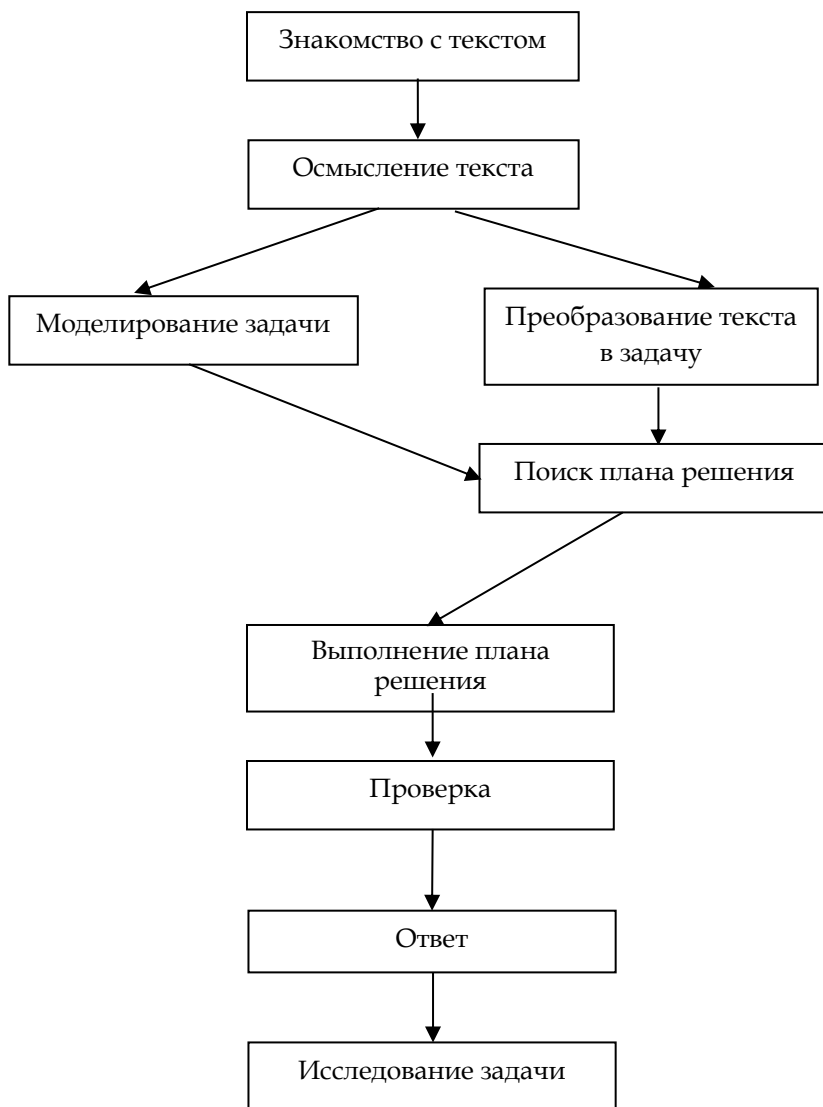 Знакомство с текстом
Осмысление текста
Моделирование задачи
Преобразование текста
в задачу
Поиск плана решения
Выполнение плана
решения
Проверка
Ответ
Исследование задачи